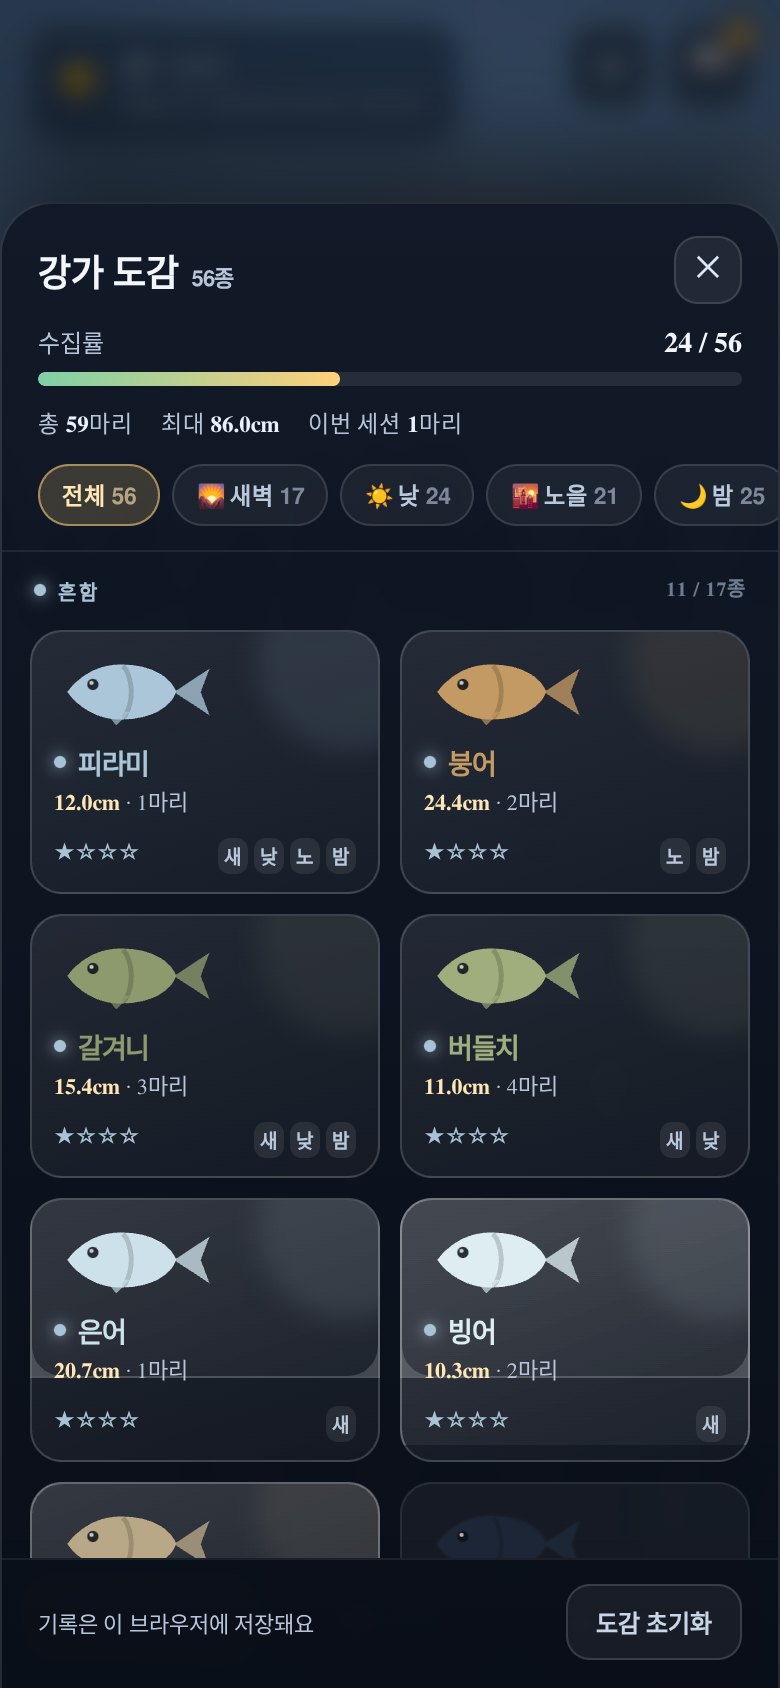 강가 도감 56종
수집률 24 / 56
총 59마리 최대 86.0cm 이번 세션 1마리
전체 56 새벽 17 낮 24 노을 21 밤 25
흔함 11 / 17종
피라미 붕어
12.0cm · 1마리 24.4cm · 2마리
★☆☆☆ 새 낮 노 밤 ★☆☆☆ 노 밤
갈겨니 버들치
15.4cm · 3마리 11.0cm · 4마리
★☆☆☆ 새 낮 밤 ★☆☆☆ 새 낮
은어 빙어
20.7cm · 1마리 10.3cm · 2마리
★☆☆☆ 새 ★☆☆☆ 새
기록은 이 브라우저에 저장돼요 도감 초기화